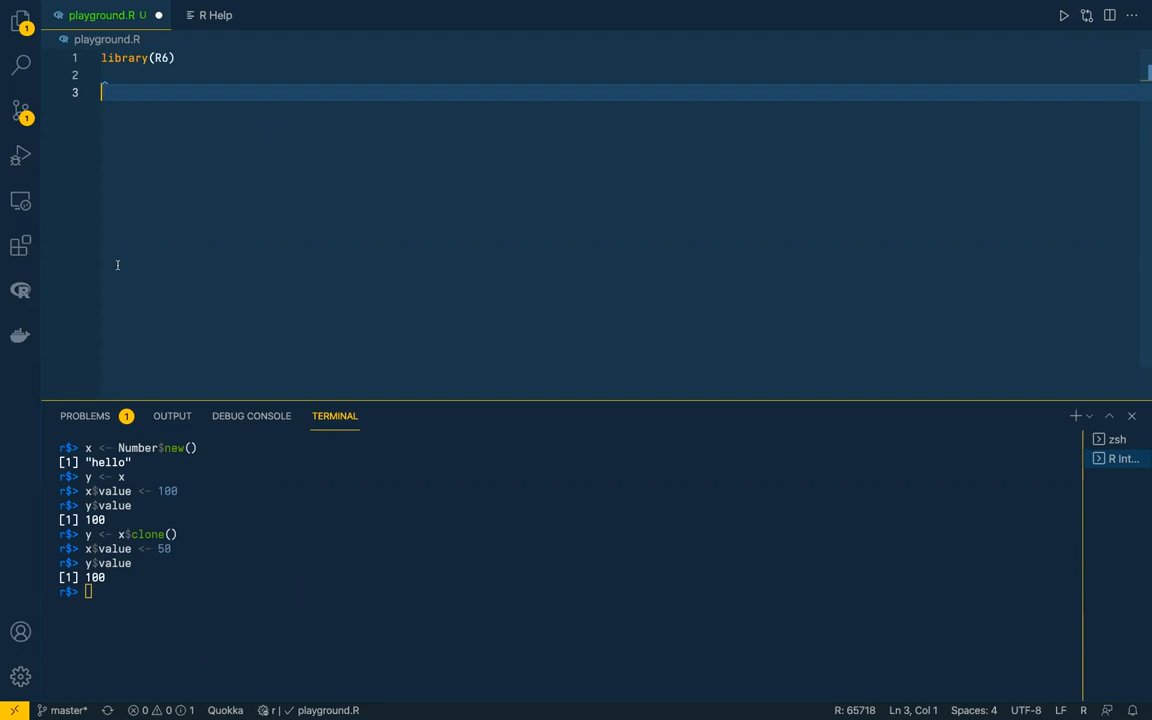 1
playground.R U
R Help
playground.R
1 library(R6)
2
3
1
PROBLEMS 1 OUTPUT DEBUG CONSOLE TERMINAL
r$> x <- Number$new()
[1] "hello"
r$> y <- x
r$> x$value <- 100
r$> y$value
[1] 100
r$> y <- x$clone()
r$> x$value <- 50
r$> y$value
[1] 100
r$>
zsh
R Int...
master* 0 0 1 Quokka r | ✓ playground.R R: 65718 Ln 3, Col 1 Spaces: 4 UTF-8 LF R